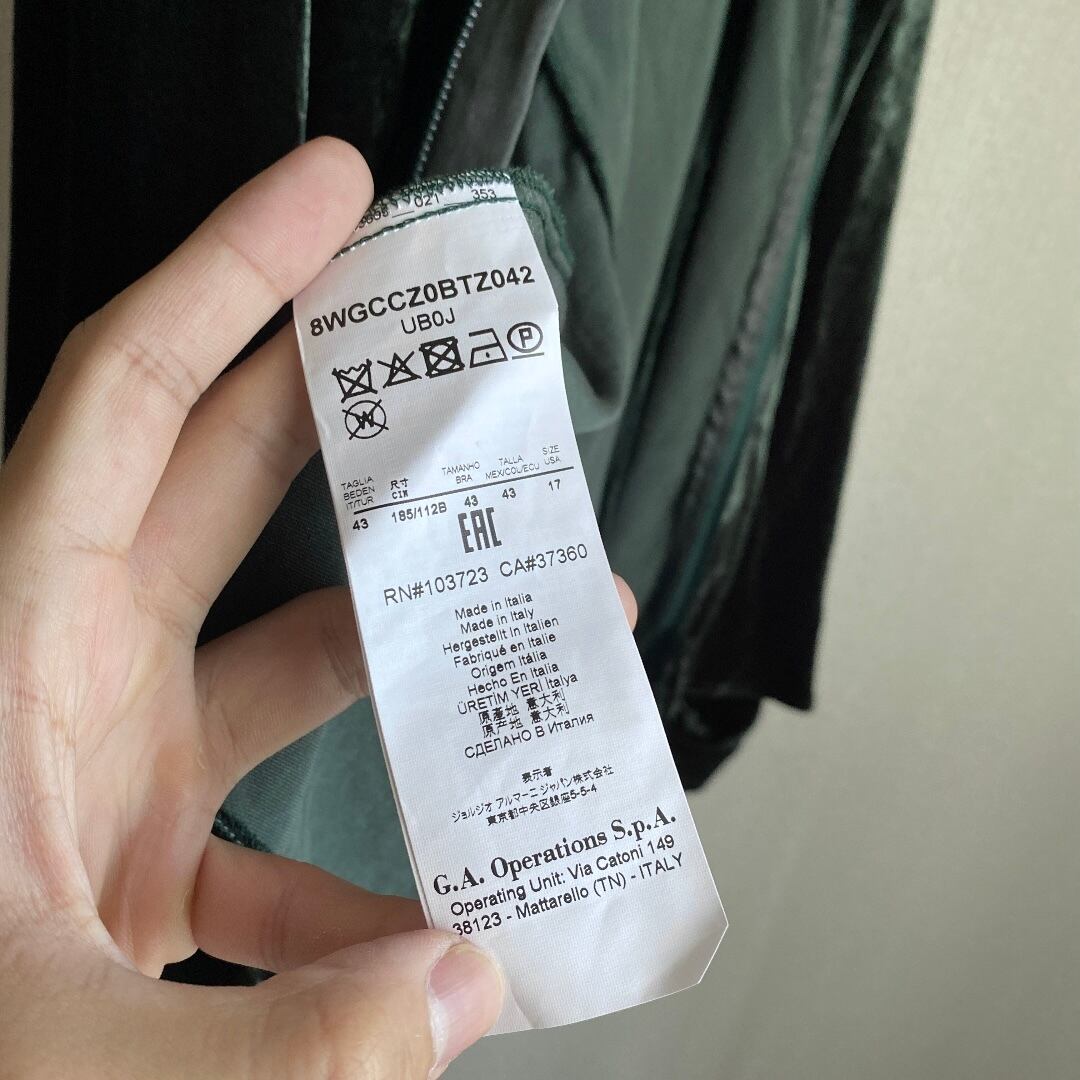 021 353
8WGCCZ0BTZ042
UB0J
P
W
TAGLIA BEDEN IT/TUR
尺寸 CIN
TAMANHO BRA
TALLA MEX/COL/ECU
SIZE USA
43 185/112B 43 43 17
EAC
RN#103723 CA#37360
Made in Italia
Made in Italy
Hergestellt in Italien
Fabriqué en Italie
Origem Itália
Hecho En Italia
ÜRETİM YERİ İtalya
原產地 意大利
原产地 意大利
СДЕЛАНО В Италия
表示者
ジョルジオ アルマーニ ジャパン株式会社
東京都中央区銀座5-5-4
G.A. Operations S.p.A.
Operating Unit: Via Catoni 149
38123 - Mattarello (TN) - ITALY